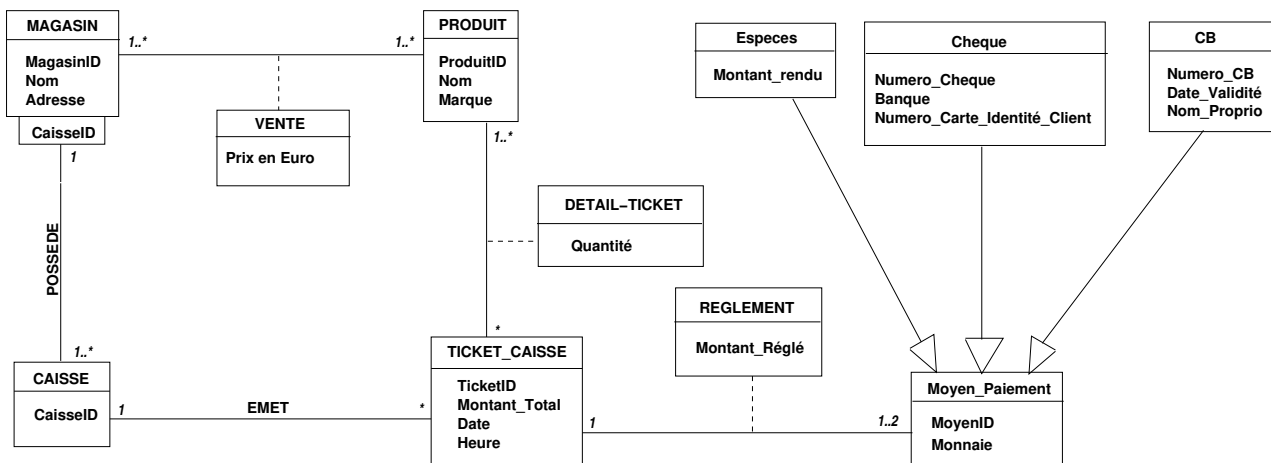 MAGASIN
MagasinID
Nom
Adresse
CaisseID
1..*
1..*
PRODUIT
ProduitID
Nom
Marque
VENTE
Prix en Euro
1
POSSEDE
1..*
CAISSE
CaisseID
1
EMET
*
1..*
DETAIL-TICKET
Quantité
*
TICKET_CAISSE
TicketID
Montant_Total
Date
Heure
1
REGLEMENT
Montant_Réglé
1..2
Especes
Montant_rendu
Cheque
Numero_Cheque
Banque
Numero_Carte_Identité_Client
CB
Numero_CB
Date_Validité
Nom_Proprio
Moyen_Paiement
MoyenID
Monnaie